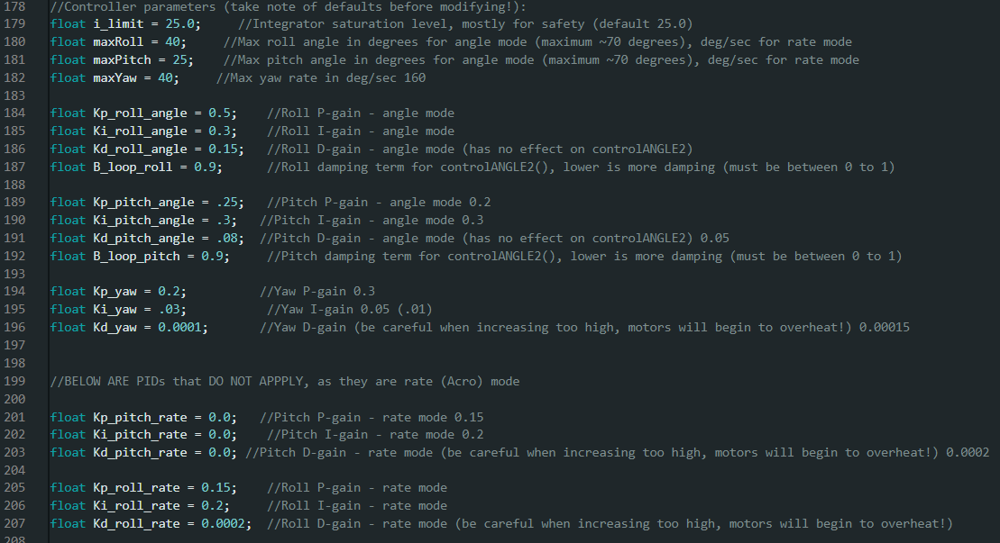 178 //Controller parameters (take note of defaults before modifying!):
179 float i_limit = 25.0; //Integrator saturation level, mostly for safety (default 25.0)
180 float maxRoll = 40; //Max roll angle in degrees for angle mode (maximum ~70 degrees), deg/sec for rate mode
181 float maxPitch = 25; //Max pitch angle in degrees for angle mode (maximum ~70 degrees), deg/sec for rate mode
182 float maxYaw = 40; //Max yaw rate in deg/sec 160
183
184 float Kp_roll_angle = 0.5; //Roll P-gain - angle mode
185 float Ki_roll_angle = 0.3; //Roll I-gain - angle mode
186 float Kd_roll_angle = 0.15; //Roll D-gain - angle mode (has no effect on controlANGLE2)
187 float B_loop_roll = 0.9; //Roll damping term for controlANGLE2(), lower is more damping (must be between 0 to 1)
188
189 float Kp_pitch_angle = .25; //Pitch P-gain - angle mode 0.2
190 float Ki_pitch_angle = .3; //Pitch I-gain - angle mode 0.3
191 float Kd_pitch_angle = .08; //Pitch D-gain - angle mode (has no effect on controlANGLE2) 0.05
192 float B_loop_pitch = 0.9; //Pitch damping term for controlANGLE2(), lower is more damping (must be between 0 to 1)
193
194 float Kp_yaw = 0.2; //Yaw P-gain 0.3
195 float Ki_yaw = .03; //Yaw I-gain 0.05 (.01)
196 float Kd_yaw = 0.0001; //Yaw D-gain (be careful when increasing too high, motors will begin to overheat!) 0.00015
197
198
199 //BELOW ARE PIDs that DO NOT APPPLY, as they are rate (Acro) mode
200
201 float Kp_pitch_rate = 0.0; //Pitch P-gain - rate mode 0.15
202 float Ki_pitch_rate = 0.0; //Pitch I-gain - rate mode 0.2
203 float Kd_pitch_rate = 0.0; //Pitch D-gain - rate mode (be careful when increasing too high, motors will begin to overheat!) 0.0002
204
205 float Kp_roll_rate = 0.15; //Roll P-gain - rate mode
206 float Ki_roll_rate = 0.2; //Roll I-gain - rate mode
207 float Kd_roll_rate = 0.0002; //Roll D-gain - rate mode (be careful when increasing too high, motors will begin to overheat!)
208